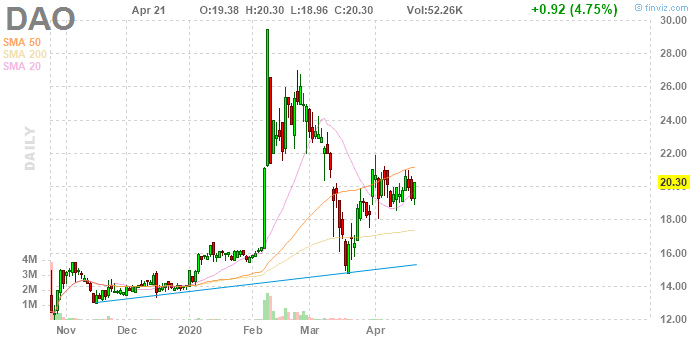 DAO Apr 21 O:19.38 H:20.30 L:18.96 C:20.30 Vol:52.26K +0.92 (4.75%) © finviz.com
SMA 50
SMA 200
SMA 20
DAILY
30.00
28.00
26.00
24.00
22.00
20.30
18.00
16.00
14.00
12.00
4M
3M
2M
1M
Nov Dec 2020 Feb Mar Apr